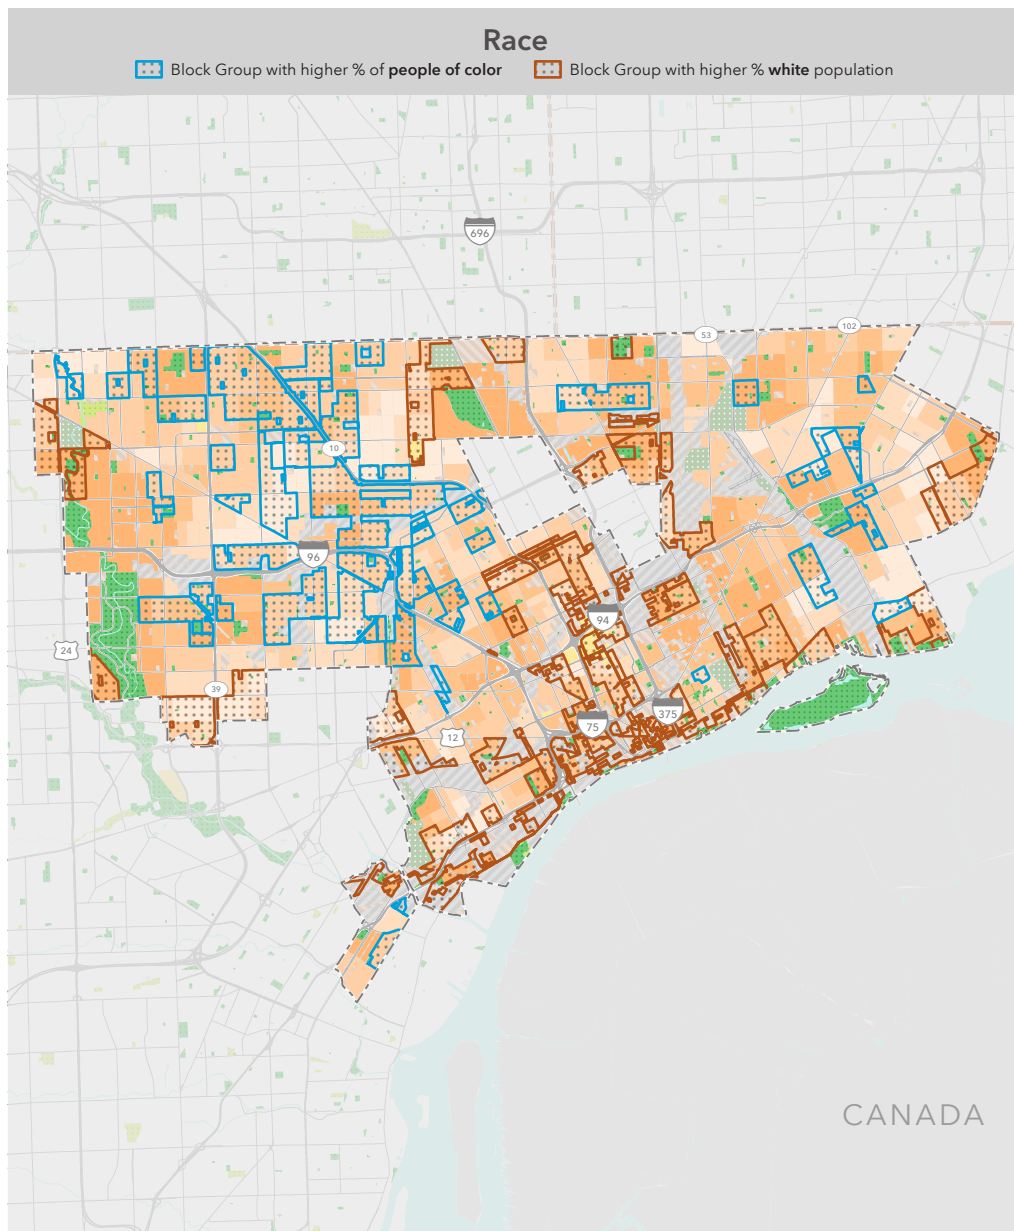 Race
Block Group with higher % of people of color
Block Group with higher % white population
696
53
102
10
96
94
24
39
375
75
12
CANADA